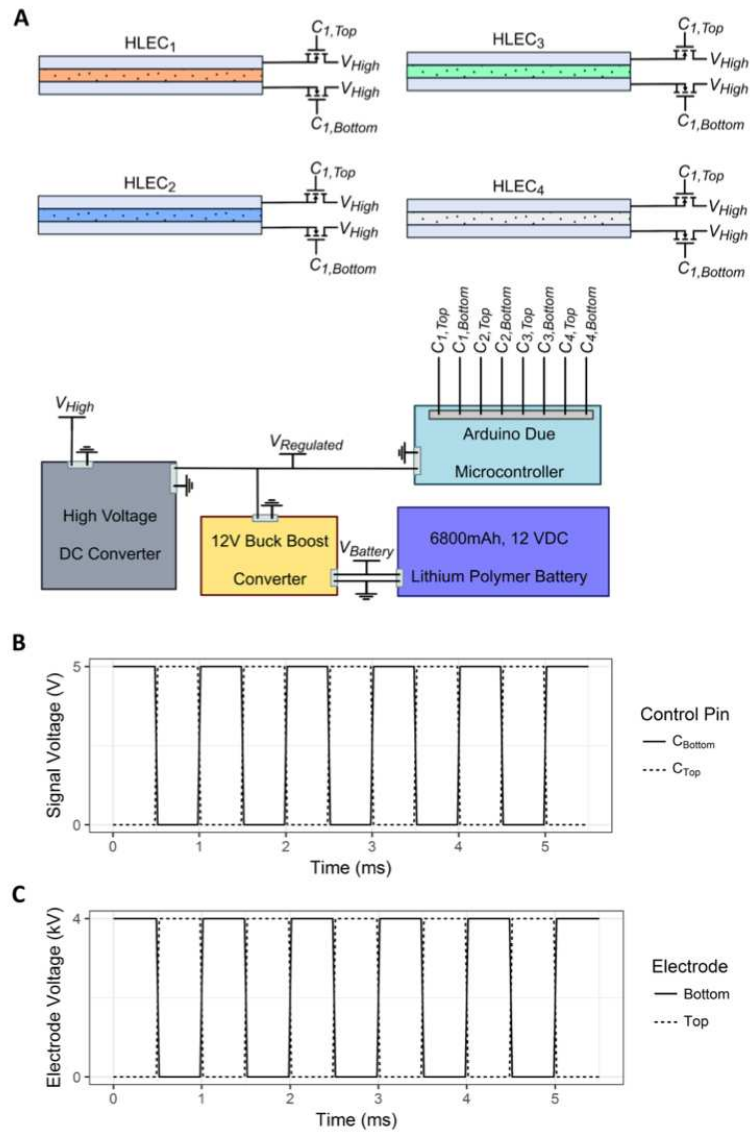 A
HLEC1
C1,Top
VHigh
VHigh
C1,Bottom
HLEC3
C1,Top
VHigh
VHigh
C1,Bottom
HLEC2
C1,Top
VHigh
VHigh
C1,Bottom
HLEC4
C1,Top
VHigh
VHigh
C1,Bottom
C1,Top
C1,Bottom
C2,Top
C2,Bottom
C3,Top
C3,Bottom
C4,Top
C4,Bottom
VHigh
VRegulated
Arduino Due
Microcontroller
High Voltage
DC Converter
12V Buck Boost
Converter
VBattery
6800mAh, 12 VDC
Lithium Polymer Battery
B
Signal Voltage (V)
5
0
0 1 2 3 4 5
Time (ms)
Control Pin
CBottom
CTop
C
Electrode Voltage (kV)
4
0
0 1 2 3 4 5
Time (ms)
Electrode
Bottom
Top